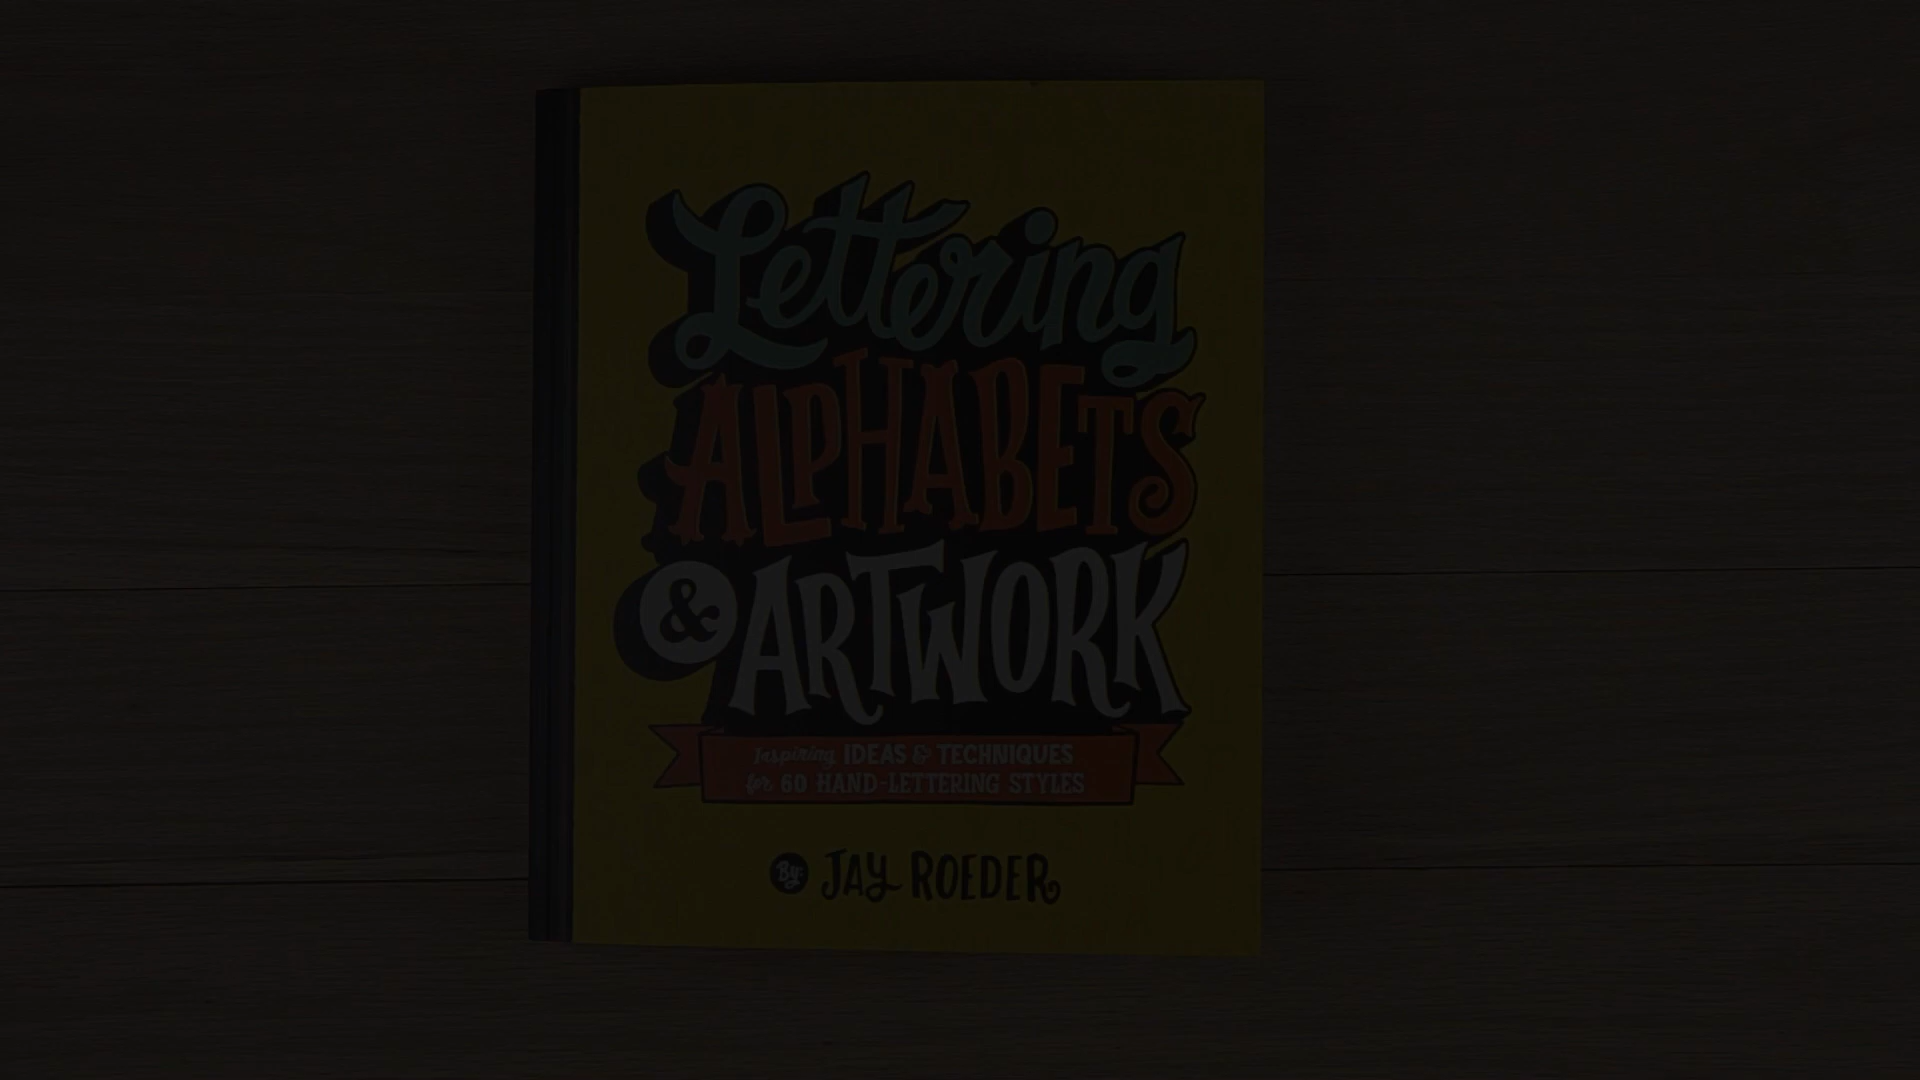 Lettering
ALPHABETS
& ARTWORK
Inspiring IDEAS & TECHNIQUES
for 60 HAND-LETTERING STYLES
By: JAY ROEDER